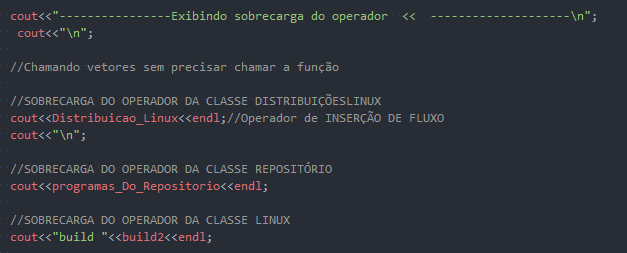 cout<<"----------------Exibindo sobrecarga do operador  <<  --------------------\n";
cout<<"\n";
//Chamando vetores sem precisar chamar a função
//SOBRECARGA DO OPERADOR DA CLASSE DISTRIBUIÇÕESLINUX
cout<<Distribuicao_Linux<<endl;//Operador de INSERÇÃO DE FLUXO
cout<<"\n";
//SOBRECARGA DO OPERADOR DA CLASSE REPOSITÓRIO
cout<<programas_Do_Repositorio<<endl;
//SOBRECARGA DO OPERADOR DA CLASSE LINUX
cout<<"build "<<build2<<endl;